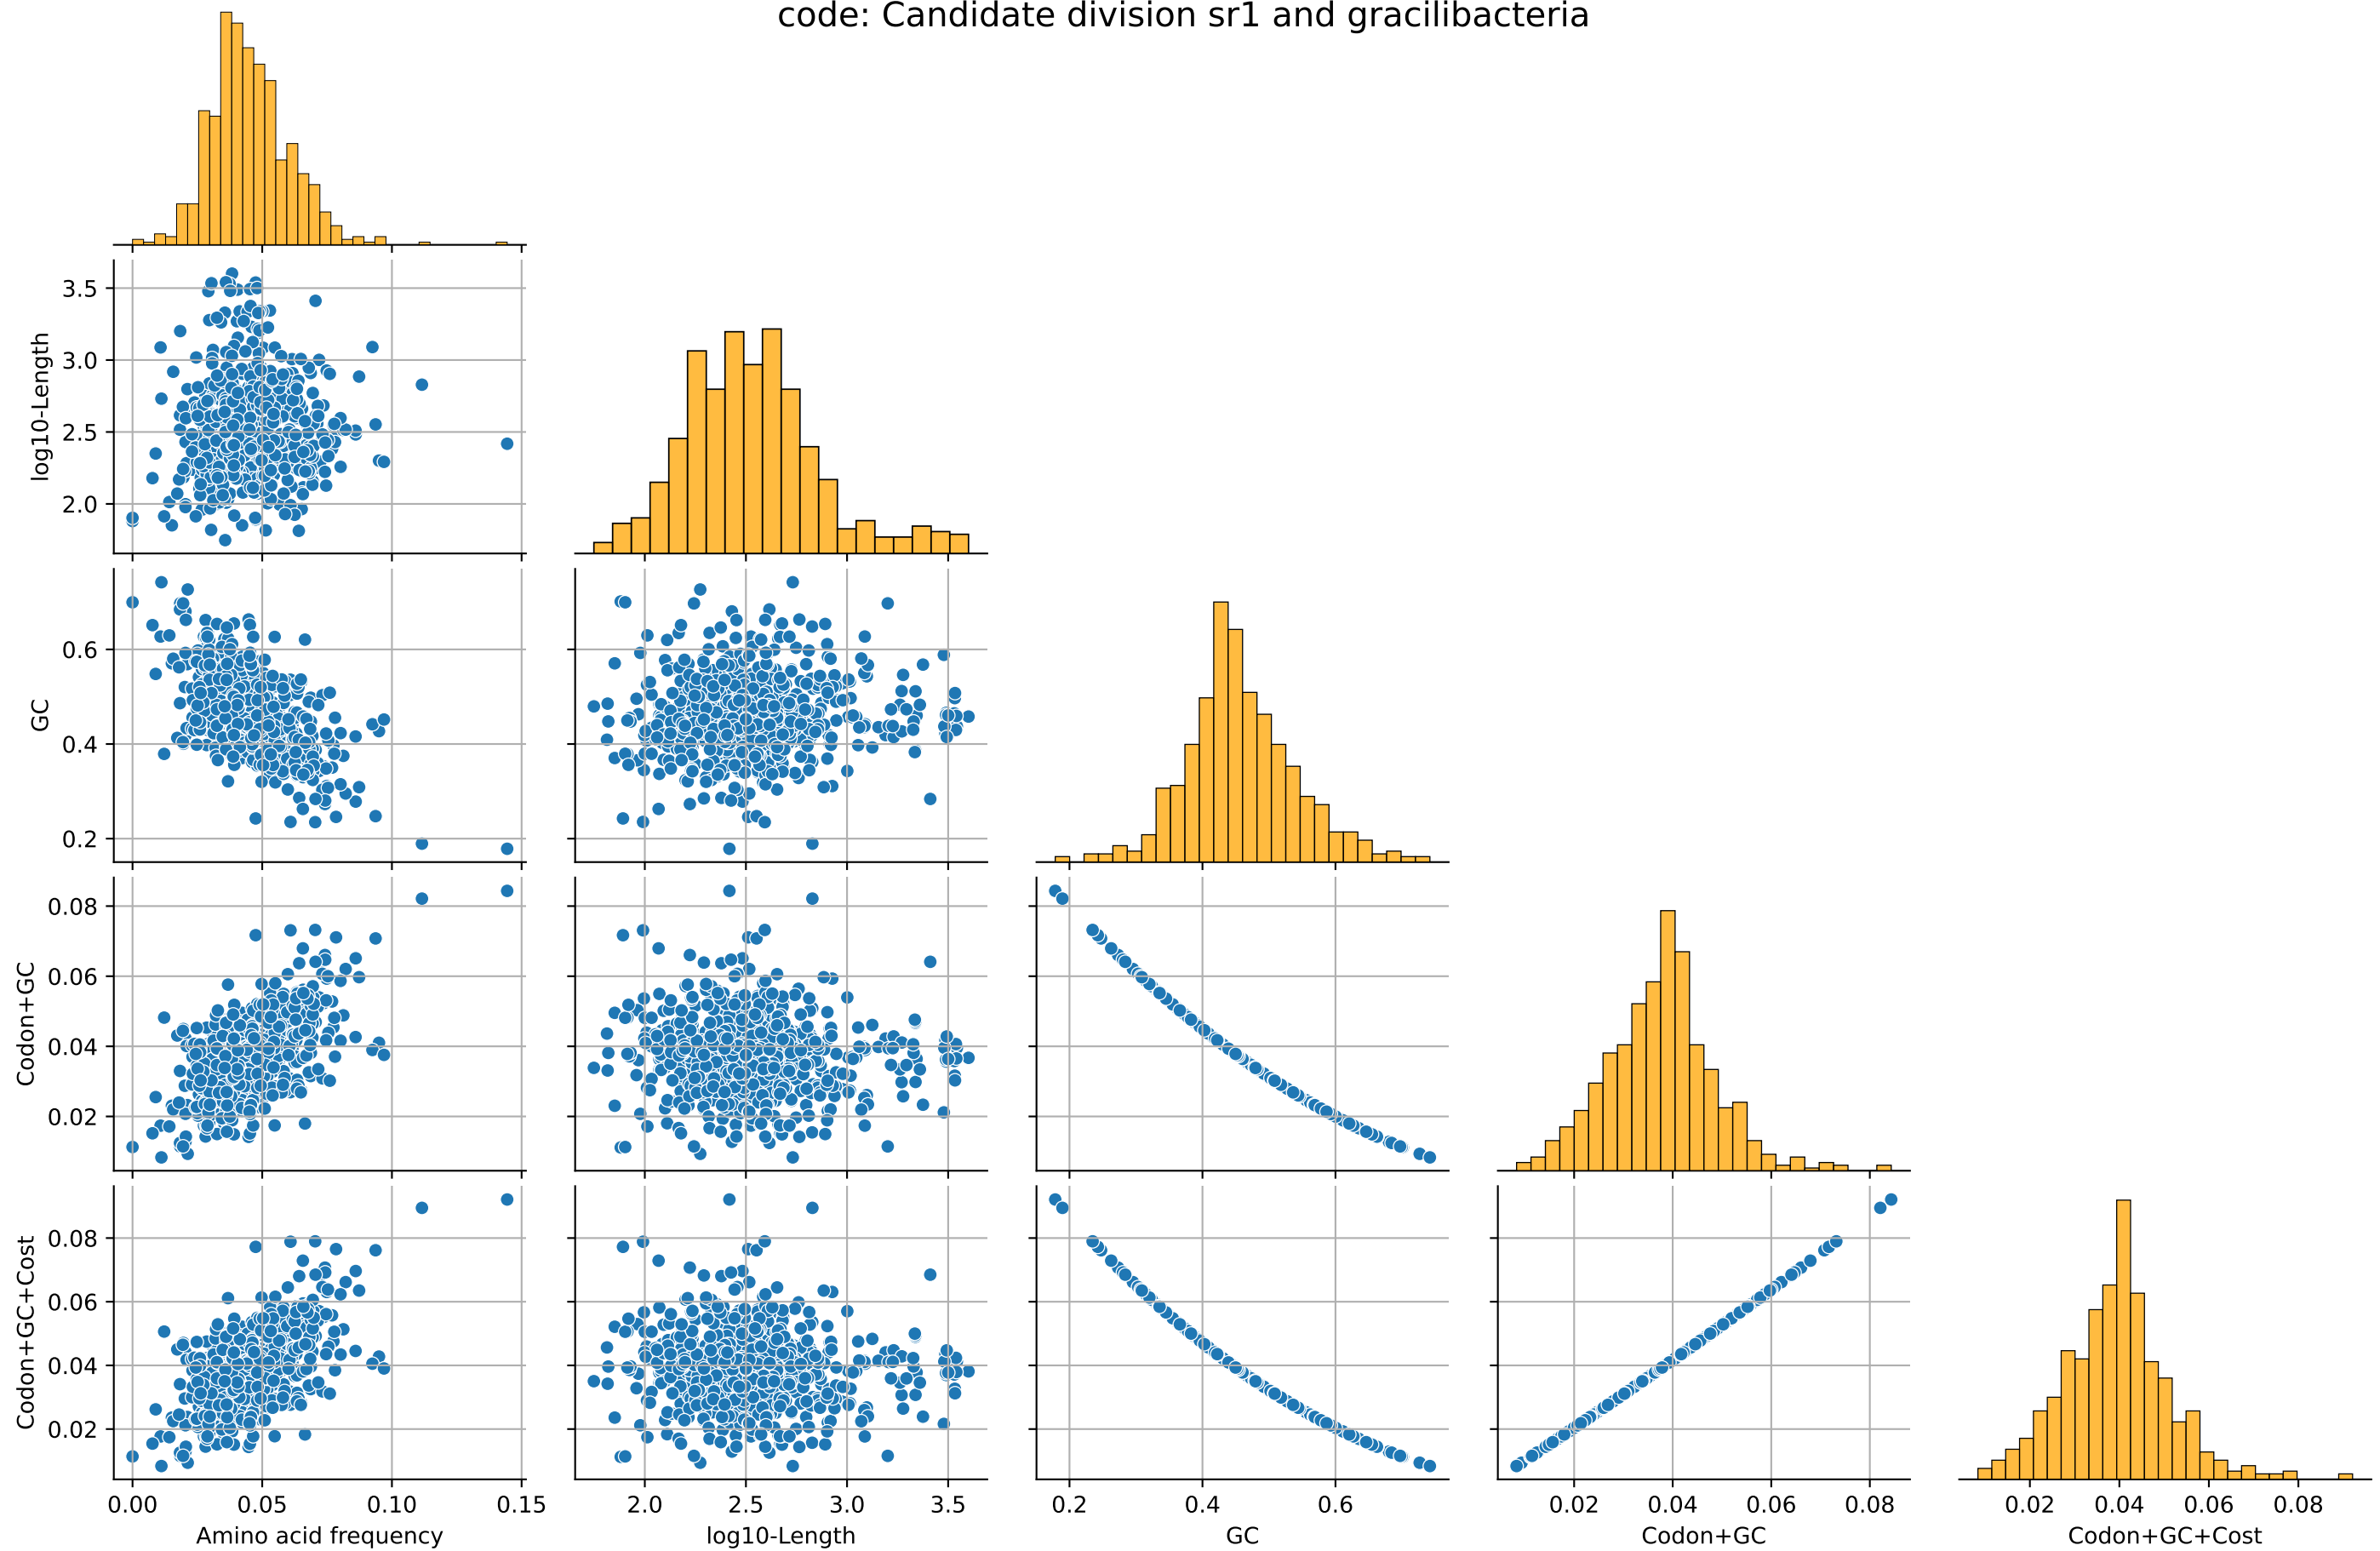 code: Candidate division sr1 and gracilibacteria
3.5
3.0
2.5
2.0
log10-Length
0.6
0.4
0.2
GC
0.08
0.06
0.04
0.02
Codon+GC
0.08
0.06
0.04
0.02
Codon+GC+Cost
0.00 0.05 0.10 0.15
Amino acid frequency
2.0 2.5 3.0 3.5
log10-Length
0.2 0.4 0.6
GC
0.02 0.04 0.06 0.08
Codon+GC
0.02 0.04 0.06 0.08
Codon+GC+Cost